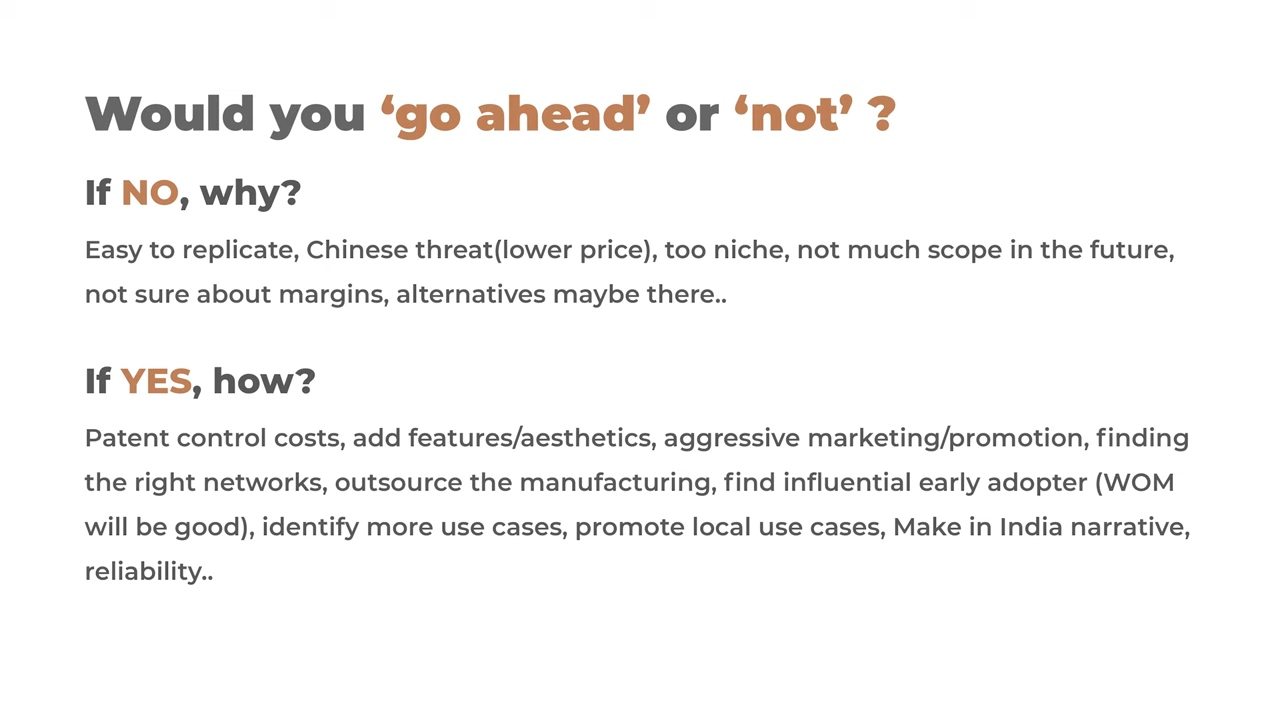 Would you ‘go ahead’ or ‘not’ ?
If NO, why?
Easy to replicate, Chinese threat(lower price), too niche, not much scope in the future,
not sure about margins, alternatives maybe there..
If YES, how?
Patent control costs, add features/aesthetics, aggressive marketing/promotion, finding
the right networks, outsource the manufacturing, find influential early adopter (WOM
will be good), identify more use cases, promote local use cases, Make in India narrative,
reliability..